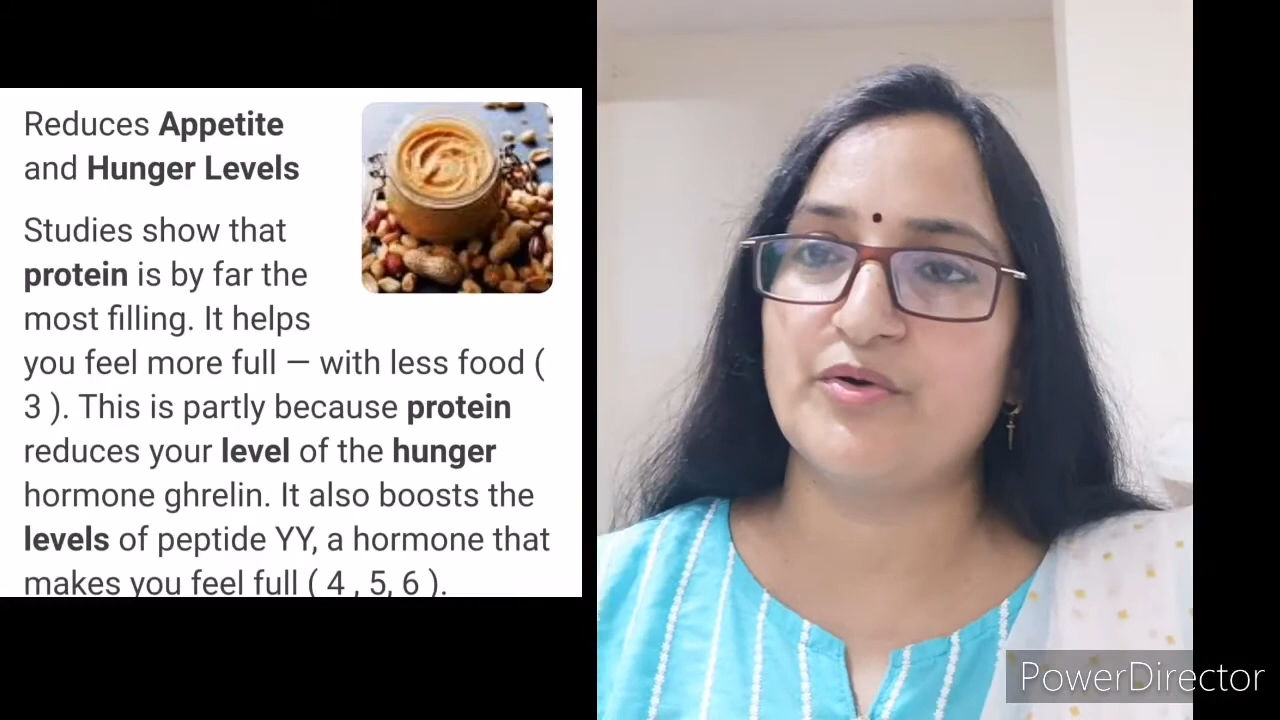 Reduces Appetite
and Hunger Levels
Studies show that
protein is by far the
most filling. It helps
you feel more full — with less food (
3 ). This is partly because protein
reduces your level of the hunger
hormone ghrelin. It also boosts the
levels of peptide YY, a hormone that
makes you feel full ( 4 , 5, 6 ).
PowerDirector